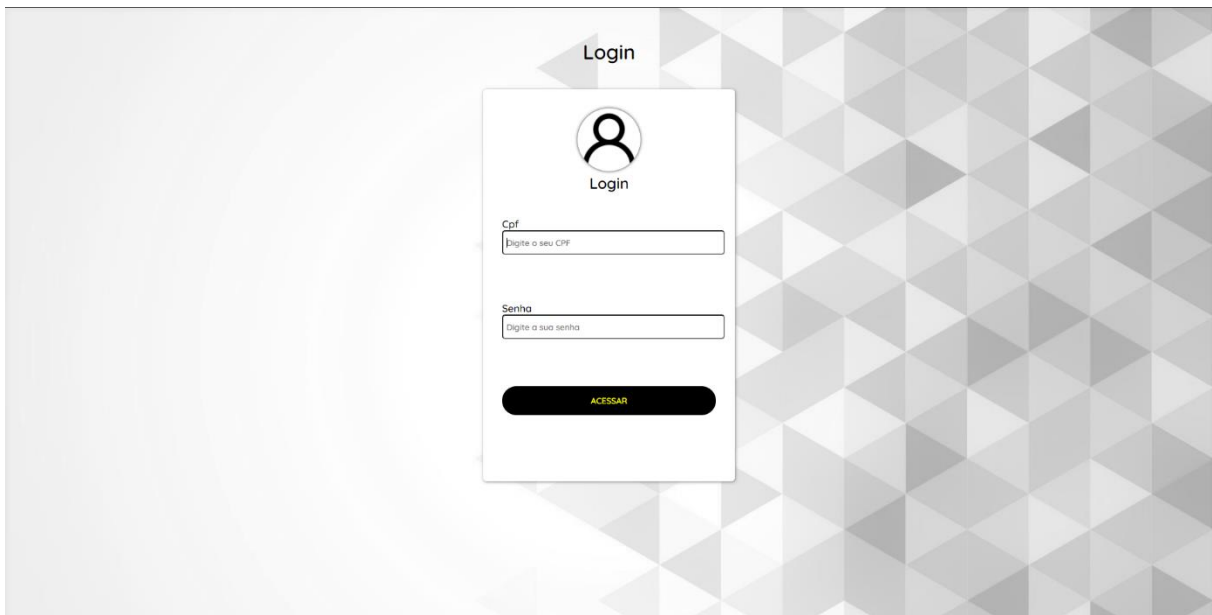 Login
Login
Cpf
Digite o seu CPF
Senha
Digite a sua senha
ACESSAR